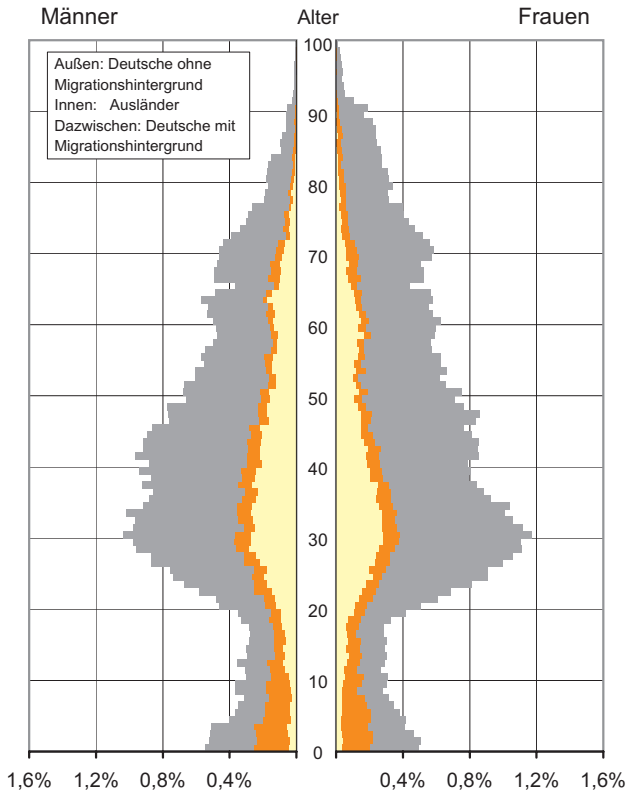 Männer Alter Frauen
Außen: Deutsche ohne
Migrationshintergrund
Innen: Ausländer
Dazwischen: Deutsche mit
Migrationshintergrund
100
90
80
70
60
50
40
30
20
10
0
1,6% 1,2% 0,8% 0,4% 0,4% 0,8% 1,2% 1,6%